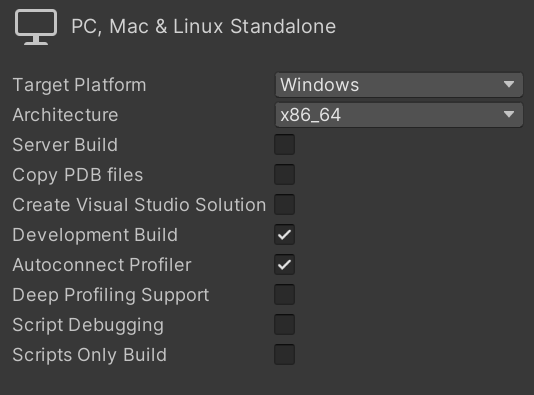 PC, Mac & Linux Standalone
Target Platform Windows
Architecture x86_64
Server Build
Copy PDB files
Create Visual Studio Solution
Development Build
Autoconnect Profiler
Deep Profiling Support
Script Debugging
Scripts Only Build